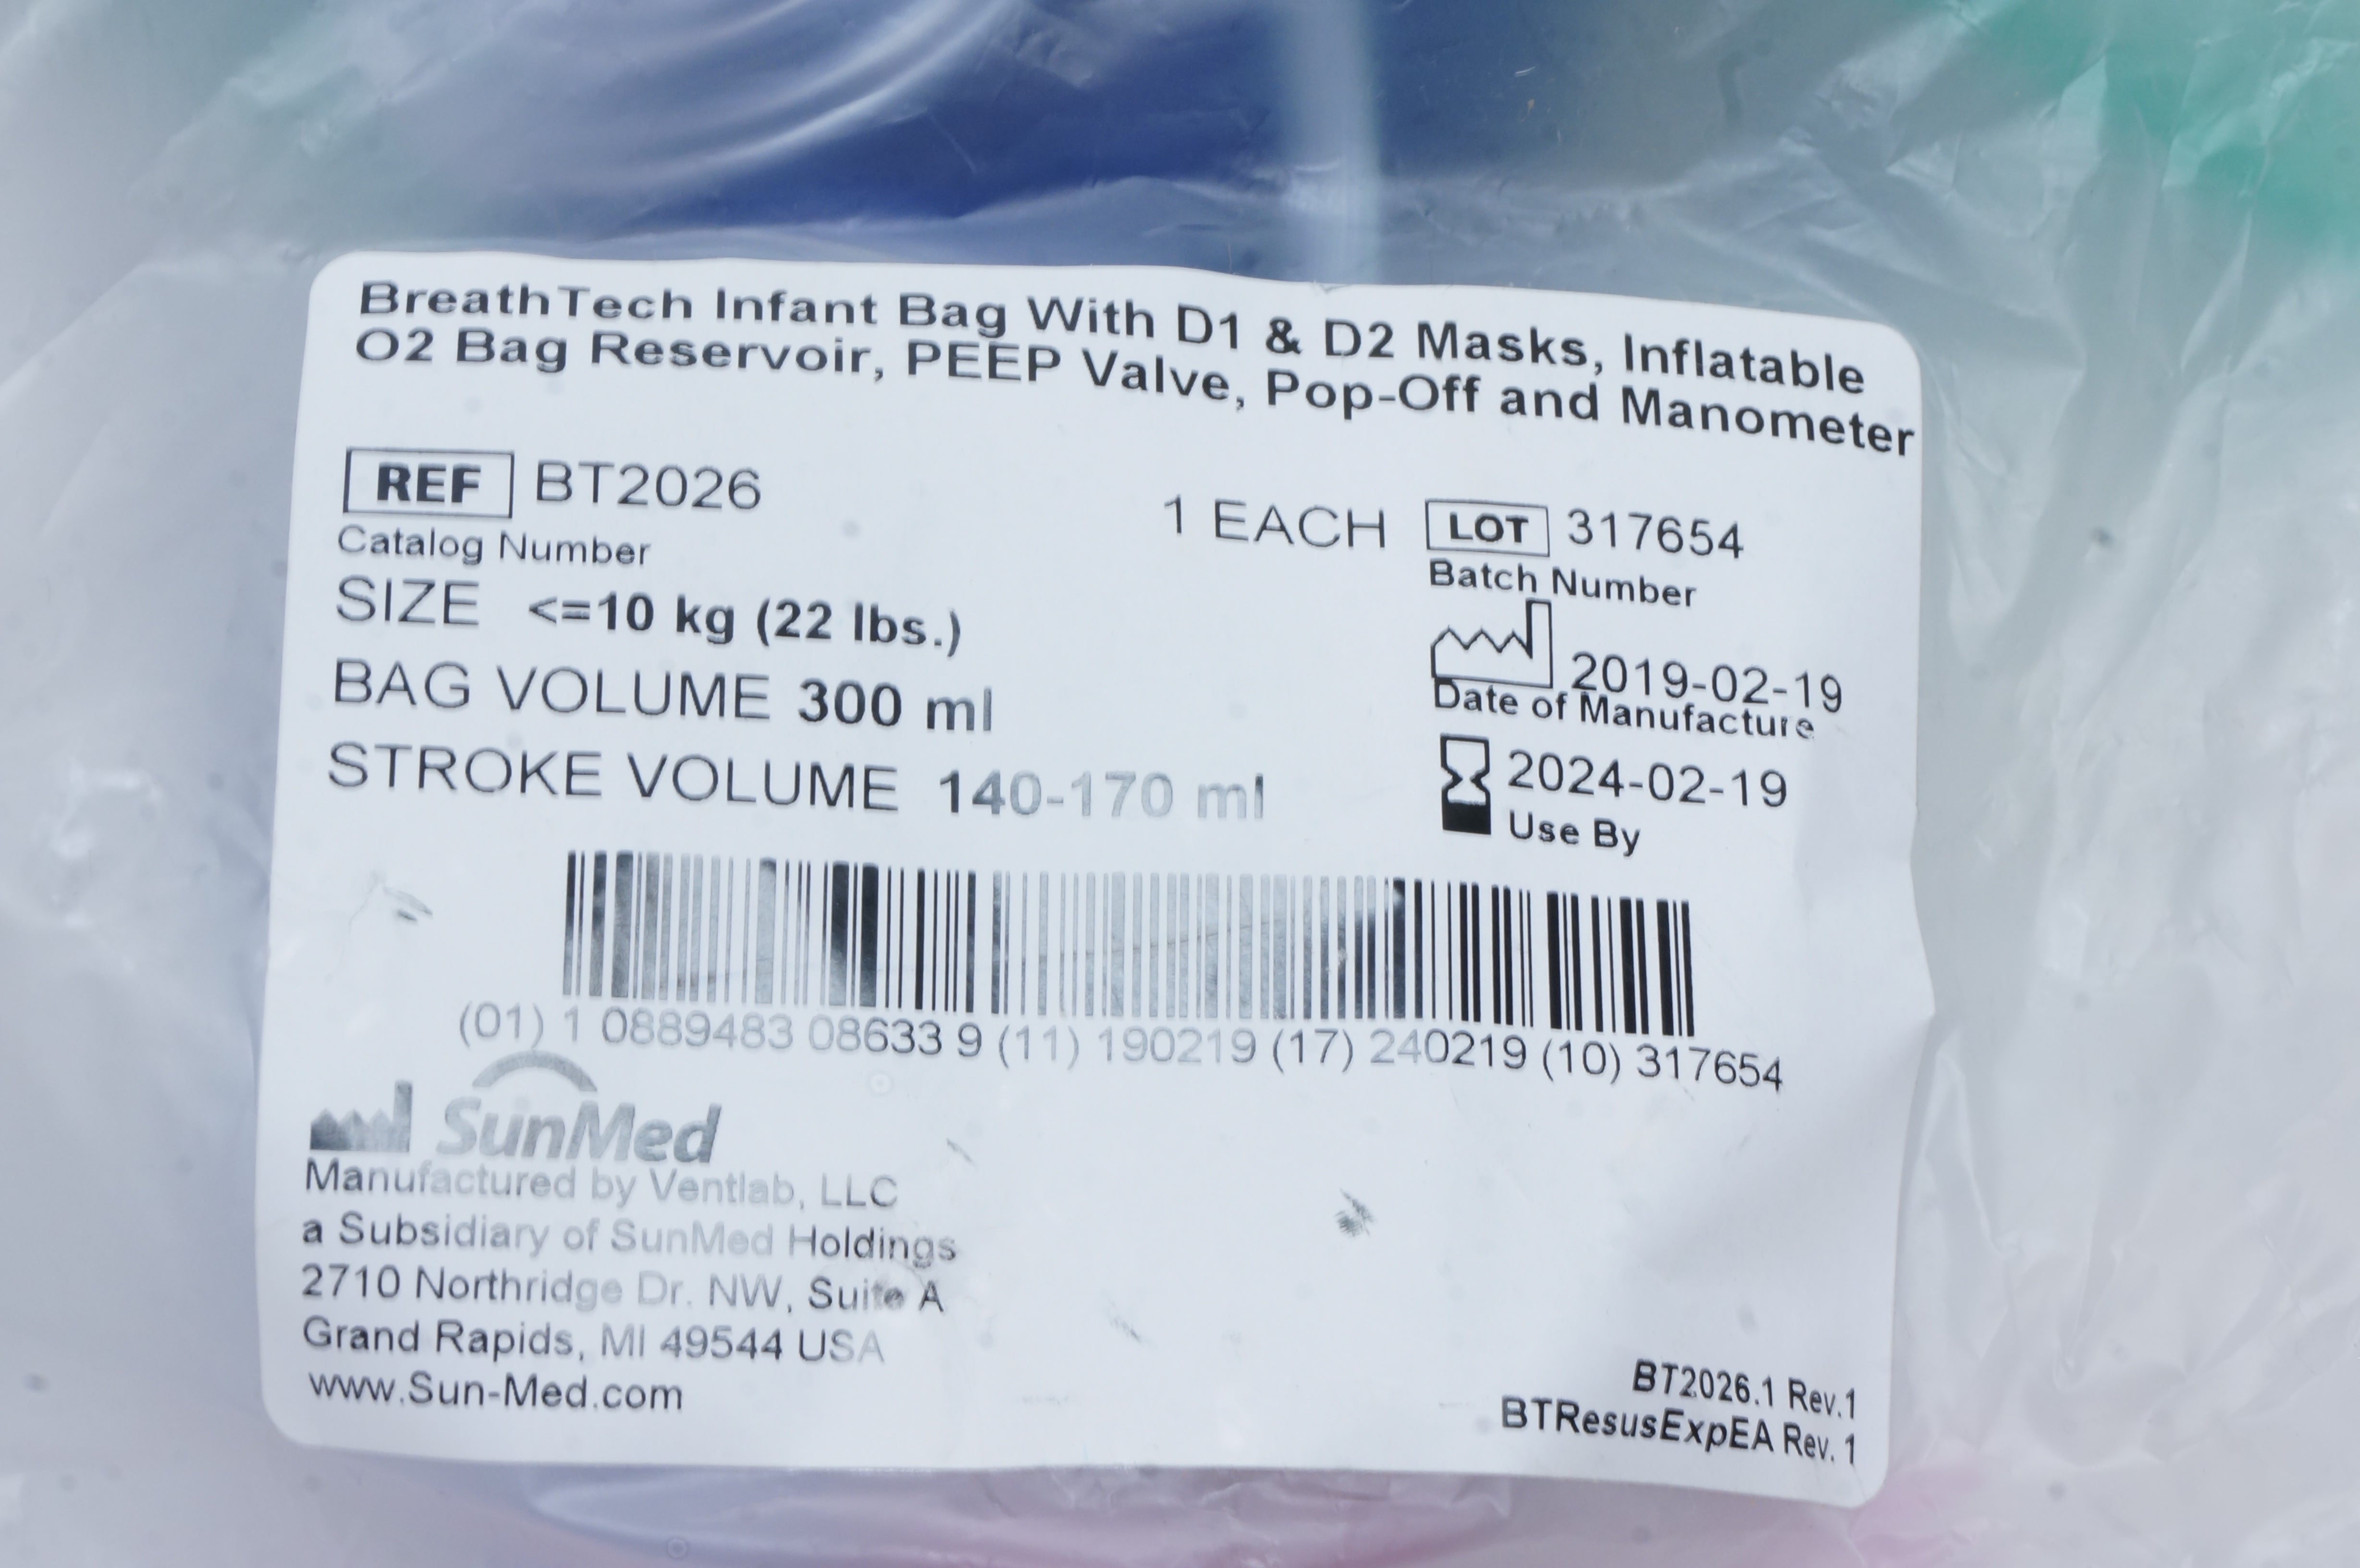 BreathTech Infant Bag With D1 & D2 Masks, Inflatable
O2 Bag Reservoir, PEEP Valve, Pop-Off and Manometer
REF BT2026
Catalog Number
1 EACH
LOT 317654
Batch Number
SIZE <=10 kg (22 lbs.)
2019-02-19
Date of Manufacture
BAG VOLUME 300 ml
2024-02-19
Use By
STROKE VOLUME 140-170 ml
(01) 1 0889483 08633 9 (11) 190219 (17) 240219 (10) 317654
SunMed
Manufactured by Ventlab, LLC
a Subsidiary of SunMed Holdings
2710 Northridge Dr. NW, Suite A
Grand Rapids, MI 49544 USA
www.Sun-Med.com
BT2026.1 Rev.1
BTResusExpEA Rev. 1